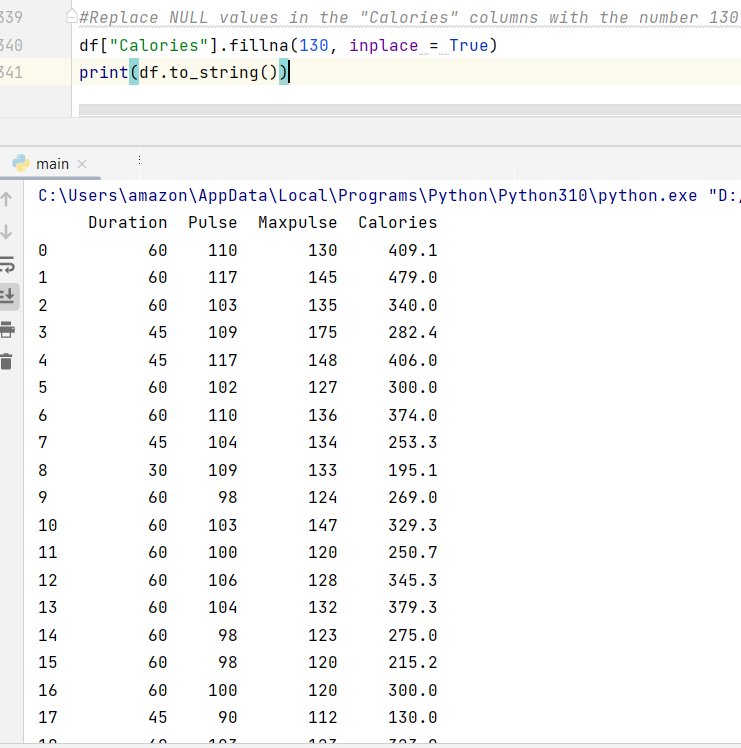 339 #Replace NULL values in the "Calories" columns with the number 130
340 df["Calories"].fillna(130, inplace = True)
341 print(df.to_string())
main
C:\Users\amazon\AppData\Local\Programs\Python\Python310\python.exe "D:/
Duration Pulse Maxpulse Calories
0 60 110 130 409.1
1 60 117 145 479.0
2 60 103 135 340.0
3 45 109 175 282.4
4 45 117 148 406.0
5 60 102 127 300.0
6 60 110 136 374.0
7 45 104 134 253.3
8 30 109 133 195.1
9 60 98 124 269.0
10 60 103 147 329.3
11 60 100 120 250.7
12 60 106 128 345.3
13 60 104 132 379.3
14 60 98 123 275.0
15 60 98 120 215.2
16 60 100 120 300.0
17 45 90 112 130.0